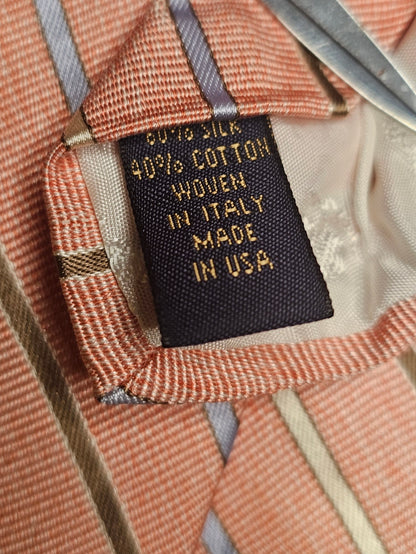 60% SILK
40% COTTON
WOVEN
IN ITALY
MADE
IN USA